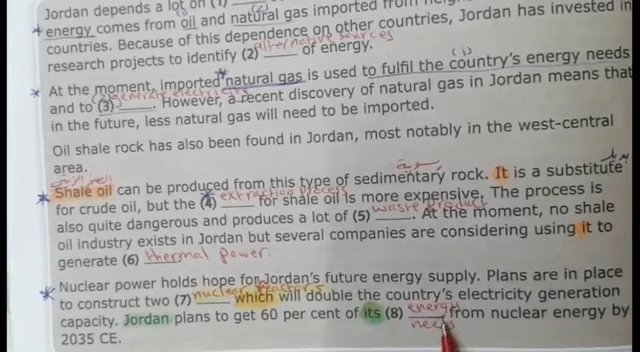 Jordan depends a lot on (1)
energy comes from oil and natural gas imported from
countries. Because of this dependence on other countries, Jordan has invested in
research projects to identify (2) alternative sources of energy.
At the moment, imported natural gas is used to fulfil the country's energy needs
and to (3) generate electricity. However, a recent discovery of natural gas in Jordan means that
in the future, less natural gas will need to be imported.
Oil shale rock has also been found in Jordan, most notably in the west-central
area.
Shale oil can be produced from this type of sedimentary rock. It is a substitute
for crude oil, but the (4) extraction process for shale oil is more expensive. The process is
also quite dangerous and produces a lot of (5) waste product. At the moment, no shale
oil industry exists in Jordan but several companies are considering using it to
generate (6) thermal power.
Nuclear power holds hope for Jordan's future energy supply. Plans are in place
to construct two (7) nuclear reactors which will double the country's electricity generation
capacity. Jordan plans to get 60 per cent of its (8) energy needs from nuclear energy by
2035 CE.